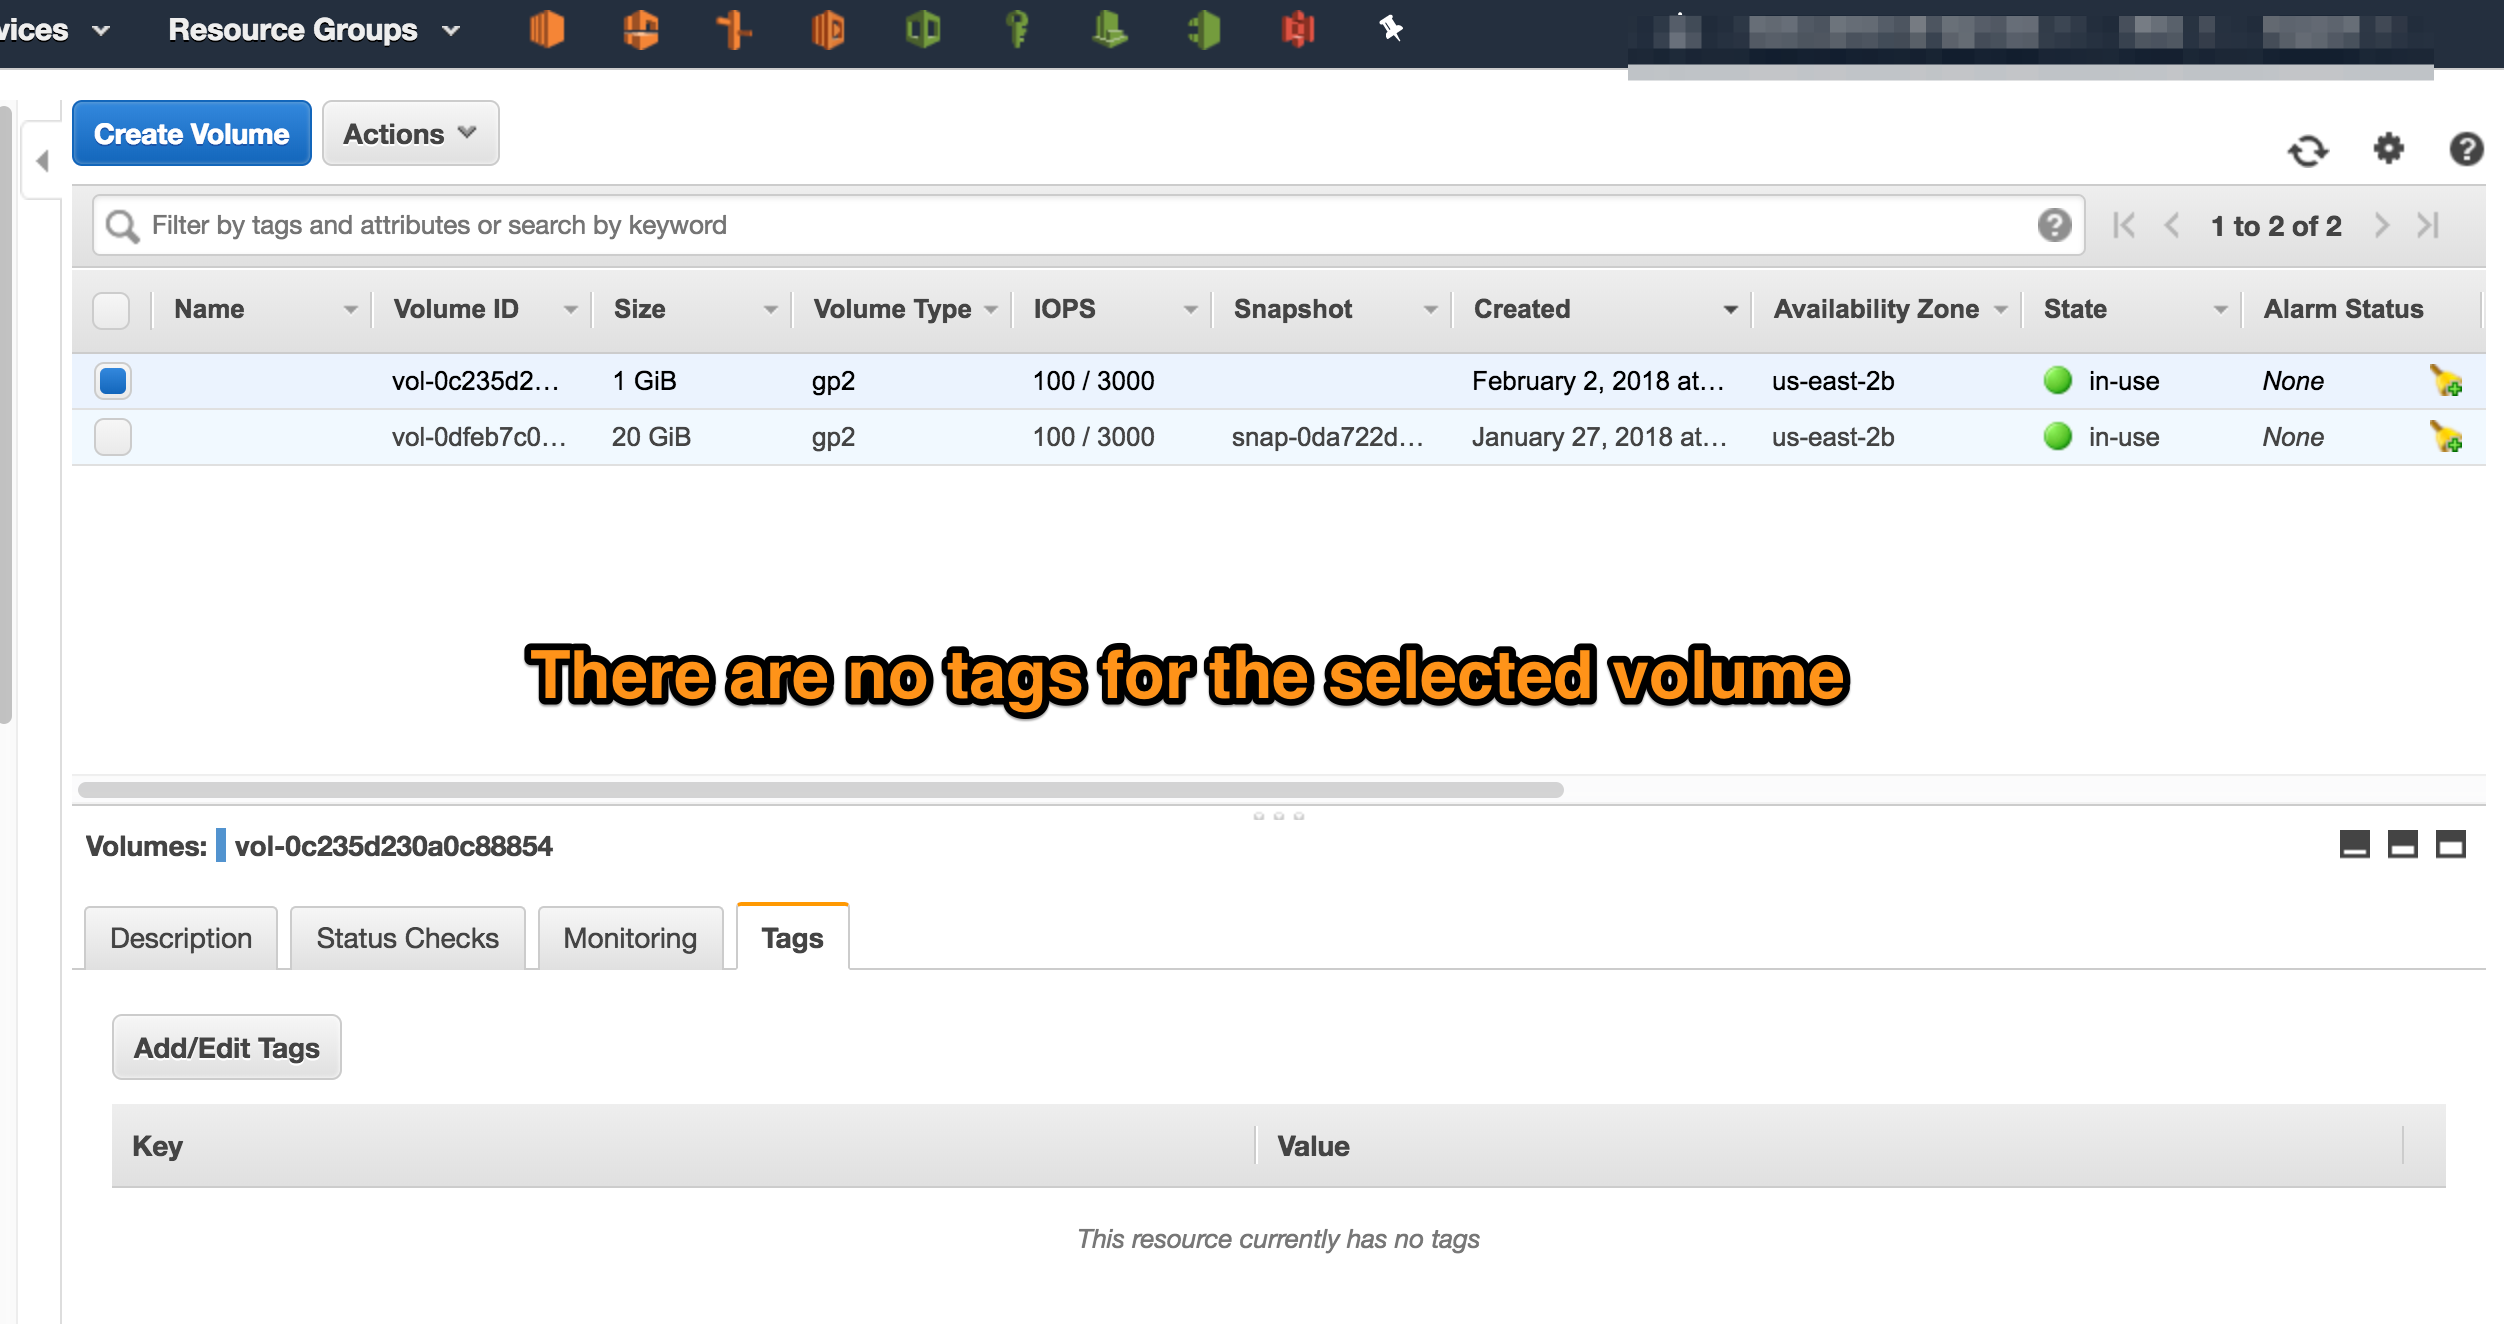 vices Resource Groups
Create Volume Actions
Filter by tags and attributes or search by keyword 1 to 2 of 2
Name Volume ID Size Volume Type IOPS Snapshot Created Availability Zone State Alarm Status
vol-0c235d2... 1 GiB gp2 100 / 3000 February 2, 2018 at... us-east-2b in-use None
vol-0dfeb7c0... 20 GiB gp2 100 / 3000 snap-0da722d... January 27, 2018 at... us-east-2b in-use None
There are no tags for the selected volume
Volumes: vol-0c235d230a0c88854
Description Status Checks Monitoring Tags
Add/Edit Tags
Key Value
This resource currently has no tags